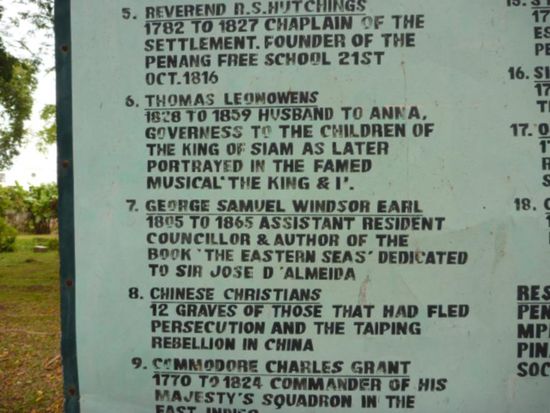 5. REVEREND R.S.HUTCHINGS
1782 TO 1827 CHAPLAIN OF THE
SETTLEMENT. FOUNDER OF THE
PENANG FREE SCHOOL 21ST
OCT.1816
6. THOMAS LEONOWENS
1828 TO 1859 HUSBAND TO ANNA,
GOVERNESS TO THE CHILDREN OF
THE KING OF SIAM AS LATER
PORTRAYED IN THE FAMED
MUSICAL 'THE KING & I'.
7. GEORGE SAMUEL WINDSOR EARL
1805 TO 1865 ASSISTANT RESIDENT
COUNCILLOR & AUTHOR OF THE
BOOK 'THE EASTERN SEAS' DEDICATED
TO SIR JOSE D'ALMEIDA
8. CHINESE CHRISTIANS
12 GRAVES OF THOSE THAT HAD FLED
PERSECUTION AND THE TAIPING
REBELLION IN CHINA
9. COMMODORE CHARLES GRANT
1770 TO 1824 COMMANDER OF HIS
MAJESTY'S SQUADRON IN THE
EAST INDIES
15.
16.
17.
18.